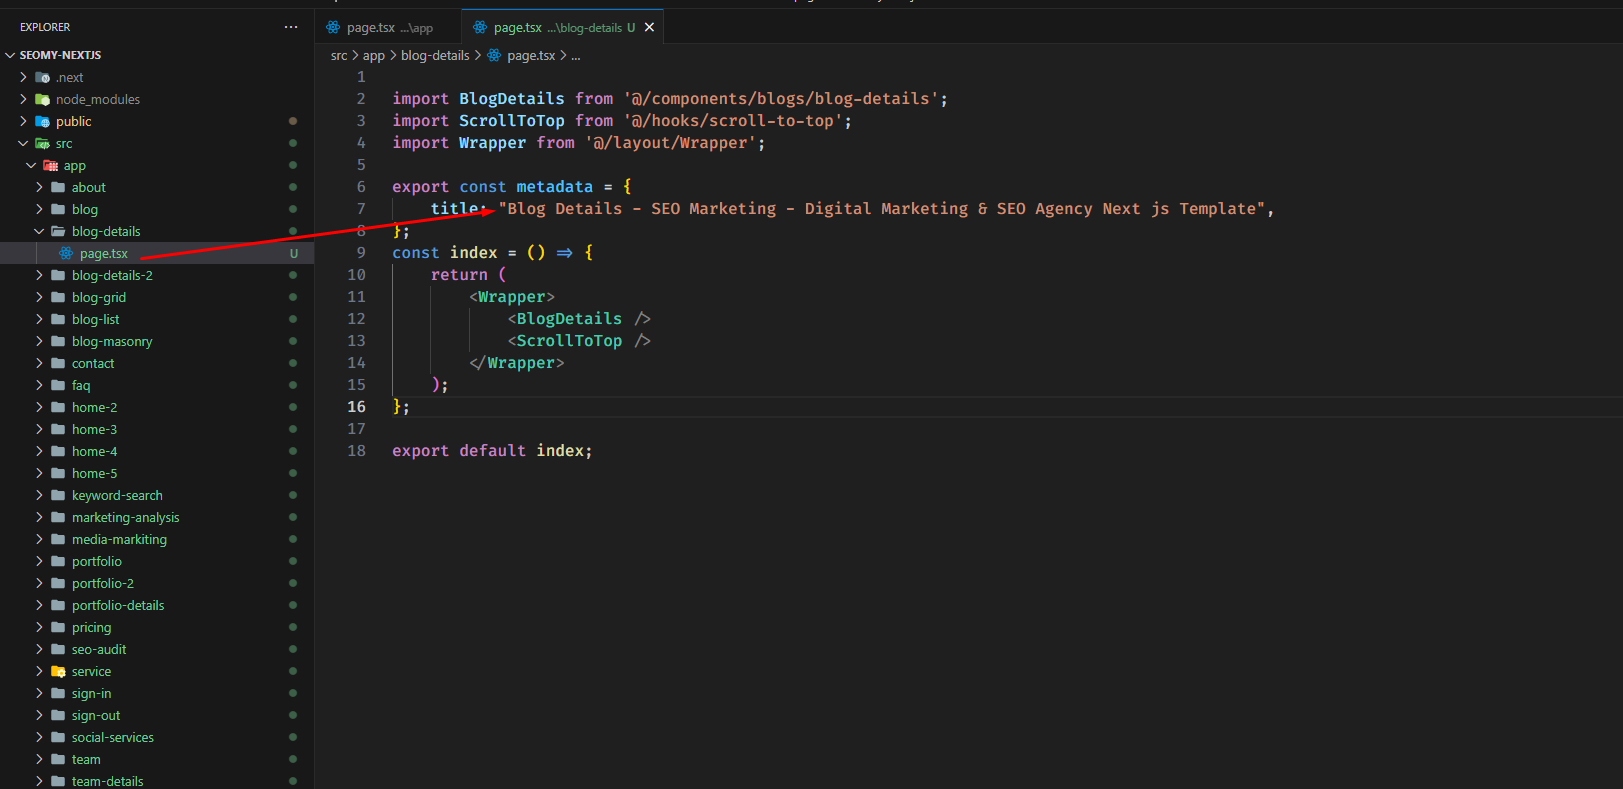 EXPLORER
···
SEOMY-NEXTJS
.next
node_modules
public
src
app
about
blog
blog-details
page.tsx U
blog-details-2
blog-grid
blog-list
blog-masonry
contact
faq
home-2
home-3
home-4
home-5
keyword-search
marketing-analysis
media-markiting
portfolio
portfolio-2
portfolio-details
pricing
seo-audit
service
sign-in
sign-out
social-services
team
team-details
page.tsx ...\app
page.tsx ...\blog-details U
src > app > blog-details > page.tsx > ...
1
2 import BlogDetails from '@/components/blogs/blog-details';
3 import ScrollToTop from '@/hooks/scroll-to-top';
4 import Wrapper from '@/layout/Wrapper';
5
6 export const metadata = {
7 title: "Blog Details - SEO Marketing - Digital Marketing & SEO Agency Next js Template",
8 };
9 const index = () => {
10 return (
11 <Wrapper>
12 <BlogDetails />
13 <ScrollToTop />
14 </Wrapper>
15 );
16 };
17
18 export default index;